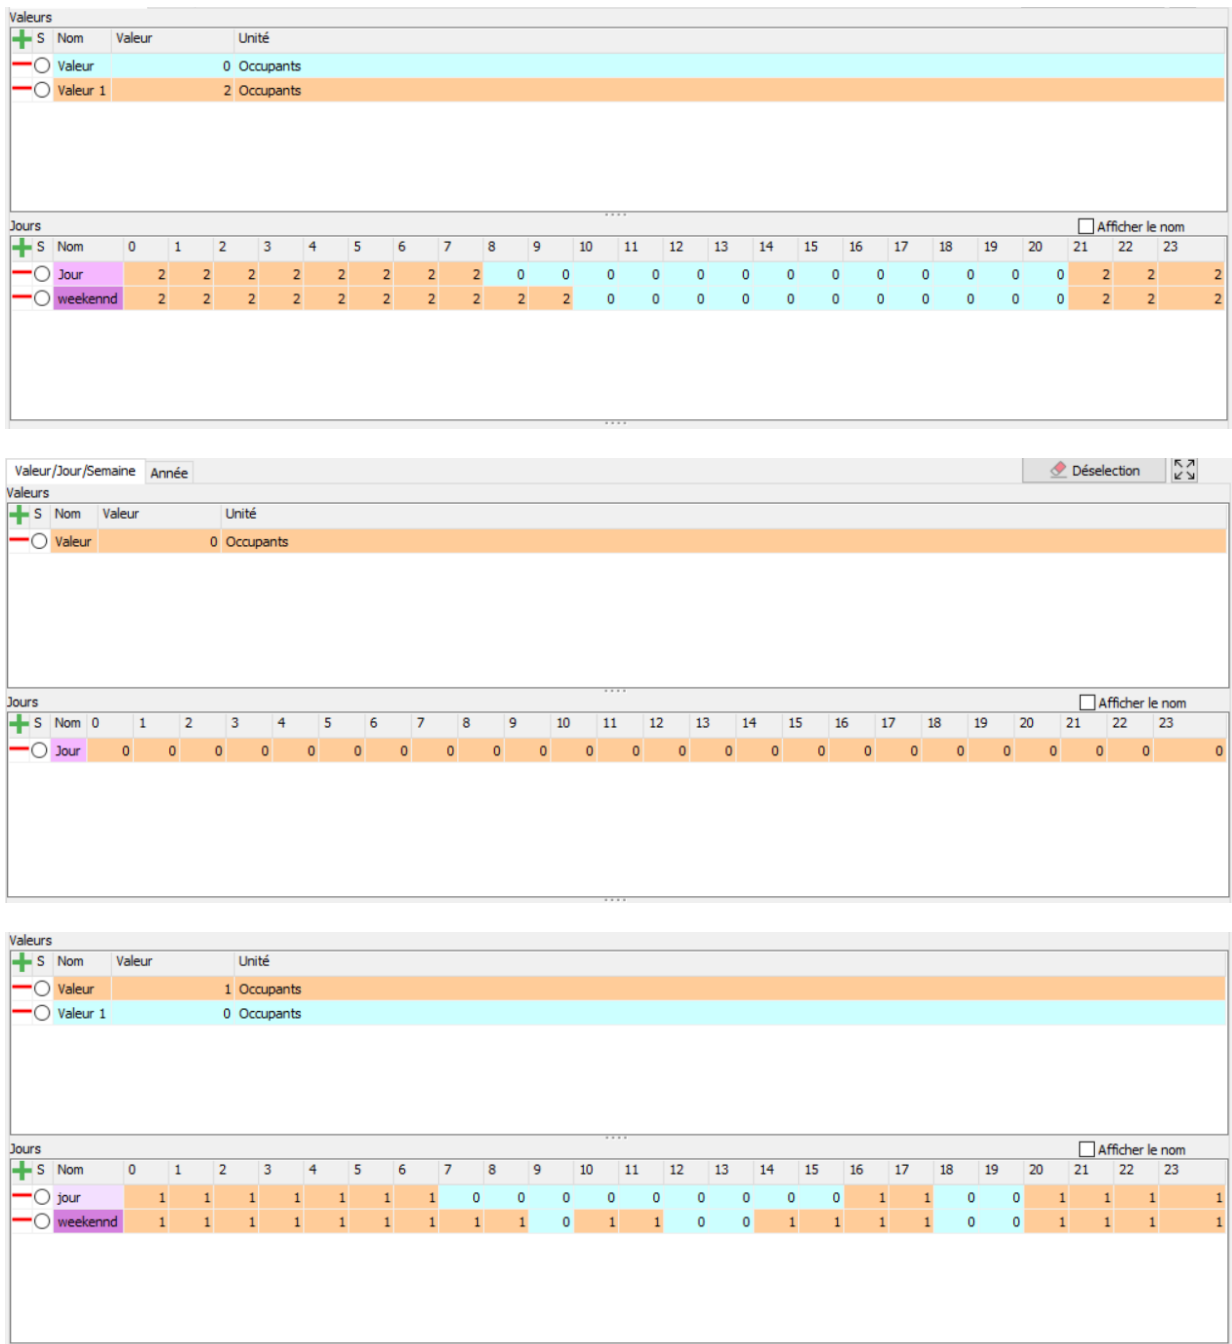 Valeurs
S Nom Valeur Unité
Valeur 0 Occupants
Valeur 1 2 Occupants
Jours Afficher le nom
S Nom 0 1 2 3 4 5 6 7 8 9 10 11 12 13 14 15 16 17 18 19 20 21 22 23
Jour 2 2 2 2 2 2 2 2 0 0 0 0 0 0 0 0 0 0 0 0 0 2 2 2
weekennd 2 2 2 2 2 2 2 2 2 2 0 0 0 0 0 0 0 0 0 0 0 2 2 2
Valeur/Jour/Semaine Année Déselection
Valeurs
S Nom Valeur Unité
Valeur 0 Occupants
Jours Afficher le nom
S Nom 0 1 2 3 4 5 6 7 8 9 10 11 12 13 14 15 16 17 18 19 20 21 22 23
Jour 0 0 0 0 0 0 0 0 0 0 0 0 0 0 0 0 0 0 0 0 0 0 0 0
Valeurs
S Nom Valeur Unité
Valeur 1 Occupants
Valeur 1 0 Occupants
Jours Afficher le nom
S Nom 0 1 2 3 4 5 6 7 8 9 10 11 12 13 14 15 16 17 18 19 20 21 22 23
jour 1 1 1 1 1 1 1 0 0 0 0 0 0 0 0 0 1 1 0 0 1 1 1 1
weekennd 1 1 1 1 1 1 1 1 1 0 1 1 0 0 1 1 1 1 0 0 1 1 1 1